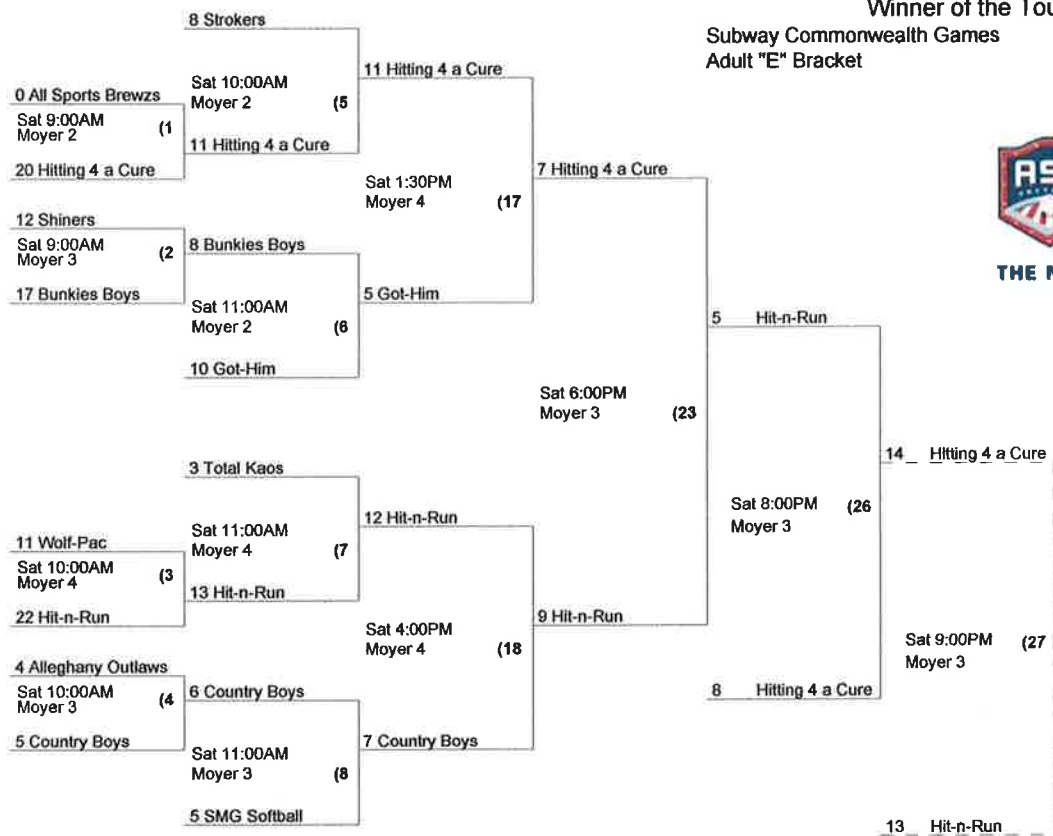 Winner of the Tou
Subway Commonwealth Games
Adult "E" Bracket
8 Strokers
11 Hitting 4 a Cure
Sat 10:00AM
Moyer 2
(5
0 All Sports Brewzs
Sat 9:00AM
Moyer 2
(1
11 Hitting 4 a Cure
20 Hitting 4 a Cure
7 Hitting 4 a Cure
Sat 1:30PM
Moyer 4
(17
12 Shiners
Sat 9:00AM
Moyer 3
(2
8 Bunkies Boys
17 Bunkies Boys
5 Got-Him
Sat 11:00AM
Moyer 2
(6
10 Got-Him
AS
THE N
5 Hit-n-Run
Sat 6:00PM
Moyer 3
(23
14 Hitting 4 a Cure
3 Total Kaos
12 Hit-n-Run
Sat 11:00AM
Moyer 4
(7
11 Wolf-Pac
Sat 10:00AM
Moyer 4
(3
13 Hit-n-Run
22 Hit-n-Run
Sat 8:00PM
Moyer 3
(26
9 Hit-n-Run
Sat 4:00PM
Moyer 4
(18
4 Alleghany Outlaws
Sat 10:00AM
Moyer 3
(4
6 Country Boys
5 Country Boys
7 Country Boys
Sat 11:00AM
Moyer 3
(8
5 SMG Softball
8 Hitting 4 a Cure
Sat 9:00PM
Moyer 3
(27
13 Hit-n-Run